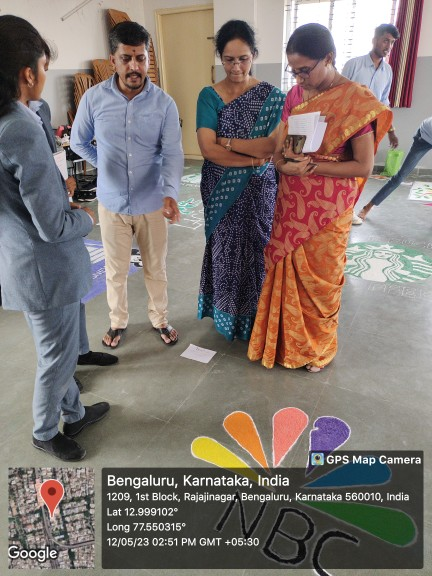 GPS Map Camera
Bengaluru, Karnataka, India
1209, 1st Block, Rajajinagar, Bengaluru, Karnataka 560010, India
Lat 12.999102°
Long 77.550315°
12/05/23 02:51 PM GMT +05:30
Google
NBC